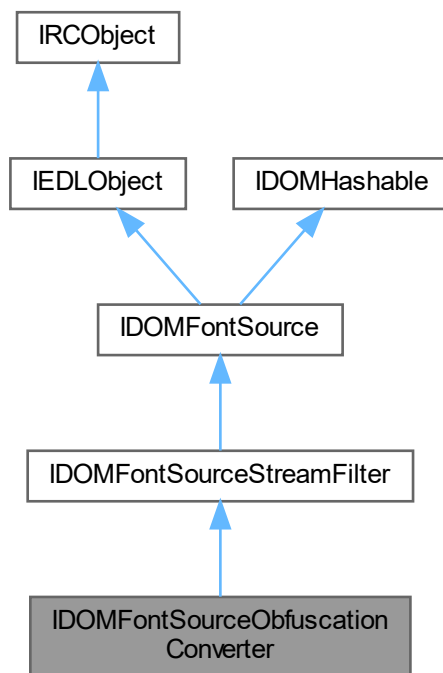 IRCObject
IEDLObject
IDOMHashable
IDOMFontSource
IDOMFontSourceStreamFilter
IDOMFontSourceObfuscation
Converter